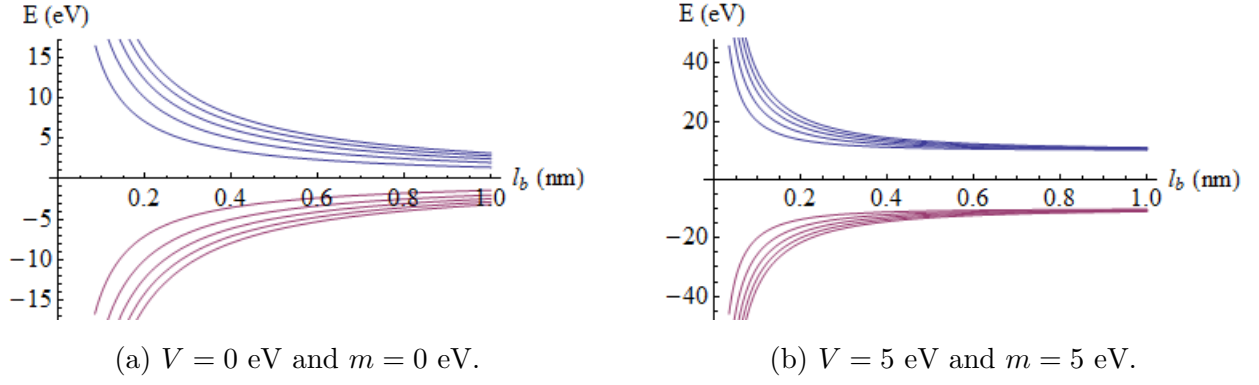 E (eV)
15
10
5
0.2 0.4 0.6 0.8 1.0
l_b (nm)
−5
−10
−15
(a) V = 0 eV and m = 0 eV.
E (eV)
40
20
0.2 0.4 0.6 0.8 1.0
l_b (nm)
−20
−40
(b) V = 5 eV and m = 5 eV.